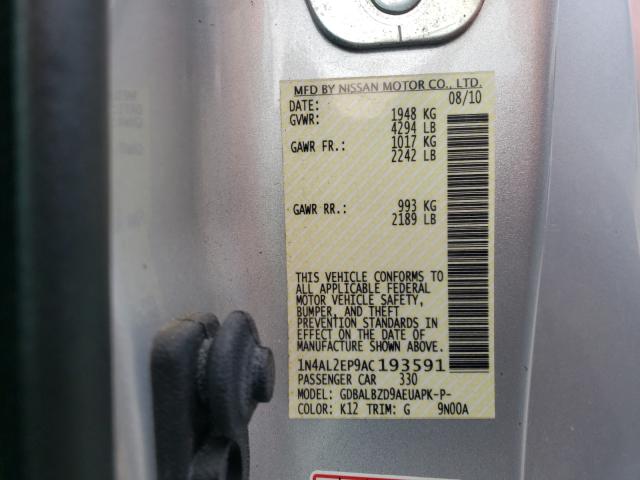 MFD BY NISSAN MOTOR CO., LTD.
DATE: 08/10
GVWR: 1948 KG
4294 LB
GAWR FR.: 1017 KG
2242 LB
GAWR RR.: 993 KG
2189 LB
THIS VEHICLE CONFORMS TO
ALL APPLICABLE FEDERAL
MOTOR VEHICLE SAFETY,
BUMPER, AND THEFT
PREVENTION STANDARDS IN
EFFECT ON THE DATE OF
MANUFACTURE SHOWN ABOVE.
1N4AL2EP9AC193591
PASSENGER CAR 330
MODEL: GDBALBZD9AEUAPK-P-
COLOR: K12 TRIM: G 9N00A